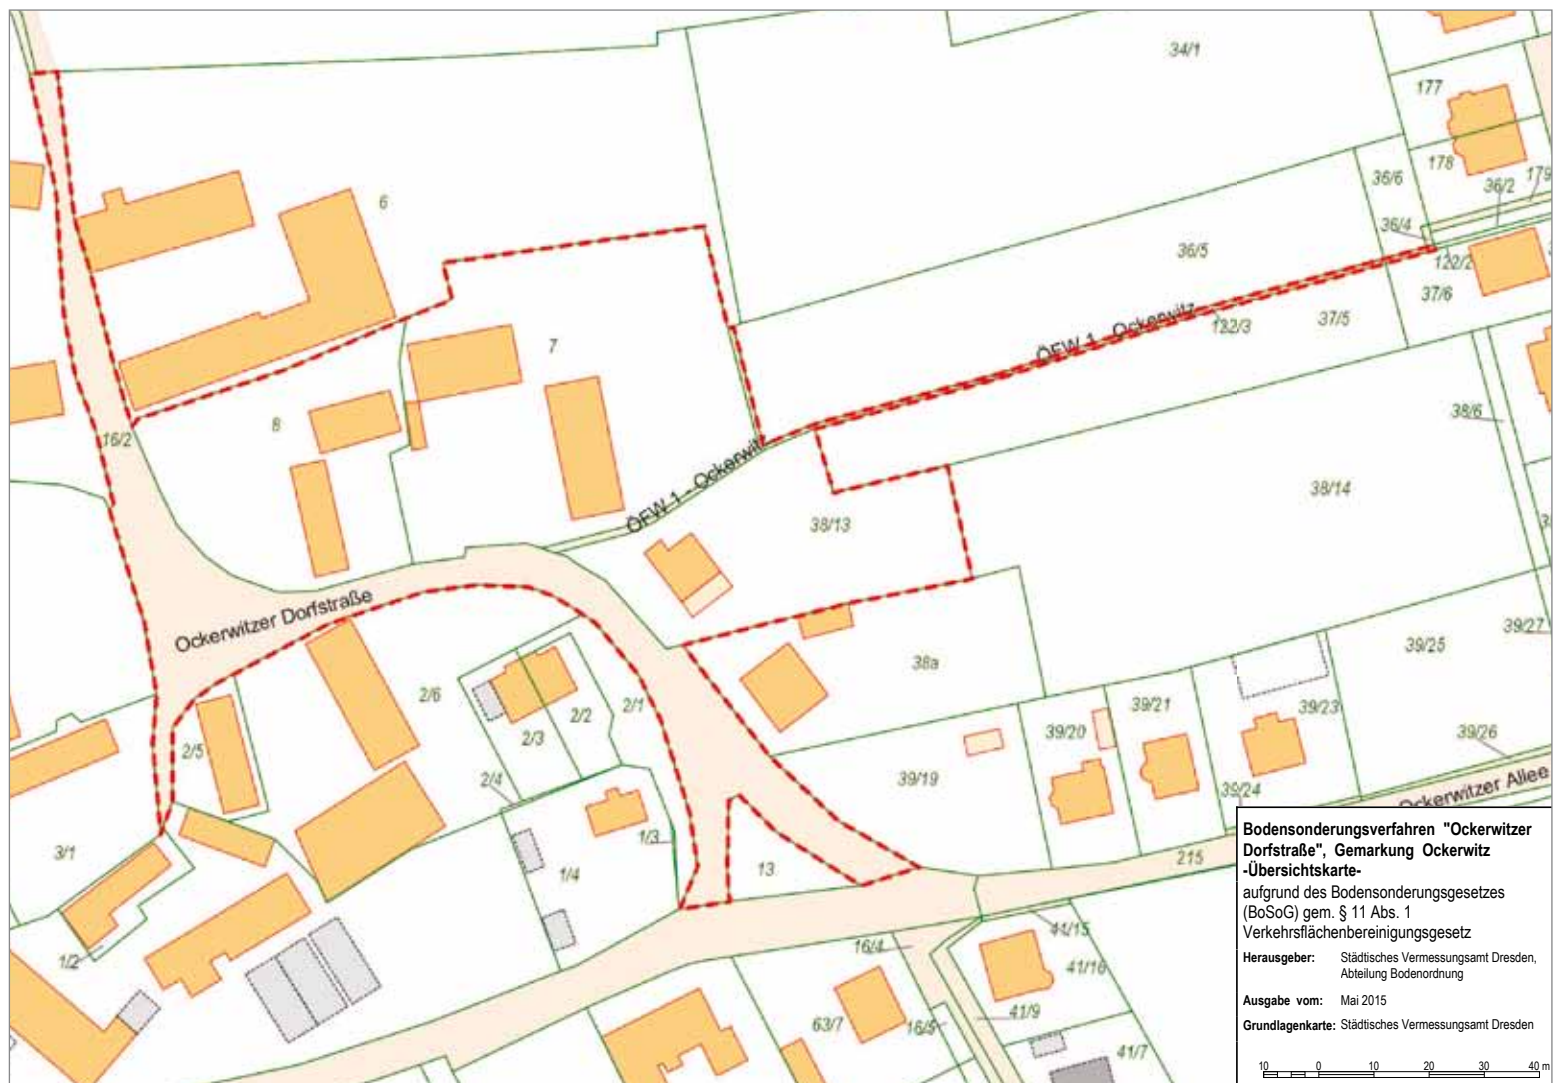 34/1
177
178
36/6
36/2
179
36/4
6
36/5
122/2
37/6
ÖFW 1 - Ockerwitz
122/3
37/5
7
8
16/2
38/6
ÖFW 1 - Ockerwitz
38/14
38/13
Ockerwitzer Dorfstraße
39/27
39/25
38a
2/6
2/1
2/2
2/3
39/20
39/21
39/23
39/26
2/5
2/4
39/19
39/24
Ockerwitzer Allee
1/3
3/1
13
215
1/4
1/2
16/4
41/15
41/16
63/7
16/5
41/9
41/7
Bodensonderungsverfahren "Ockerwitzer
Dorfstraße", Gemarkung Ockerwitz
-Übersichtskarte-
aufgrund des Bodensonderungsgesetzes
(BoSoG) gem. § 11 Abs. 1
Verkehrsflächenbereinigungsgesetz
Herausgeber: Städtisches Vermessungsamt Dresden,
Abteilung Bodenordnung
Ausgabe vom: Mai 2015
Grundlagenkarte: Städtisches Vermessungsamt Dresden
10 0 10 20 30 40 m